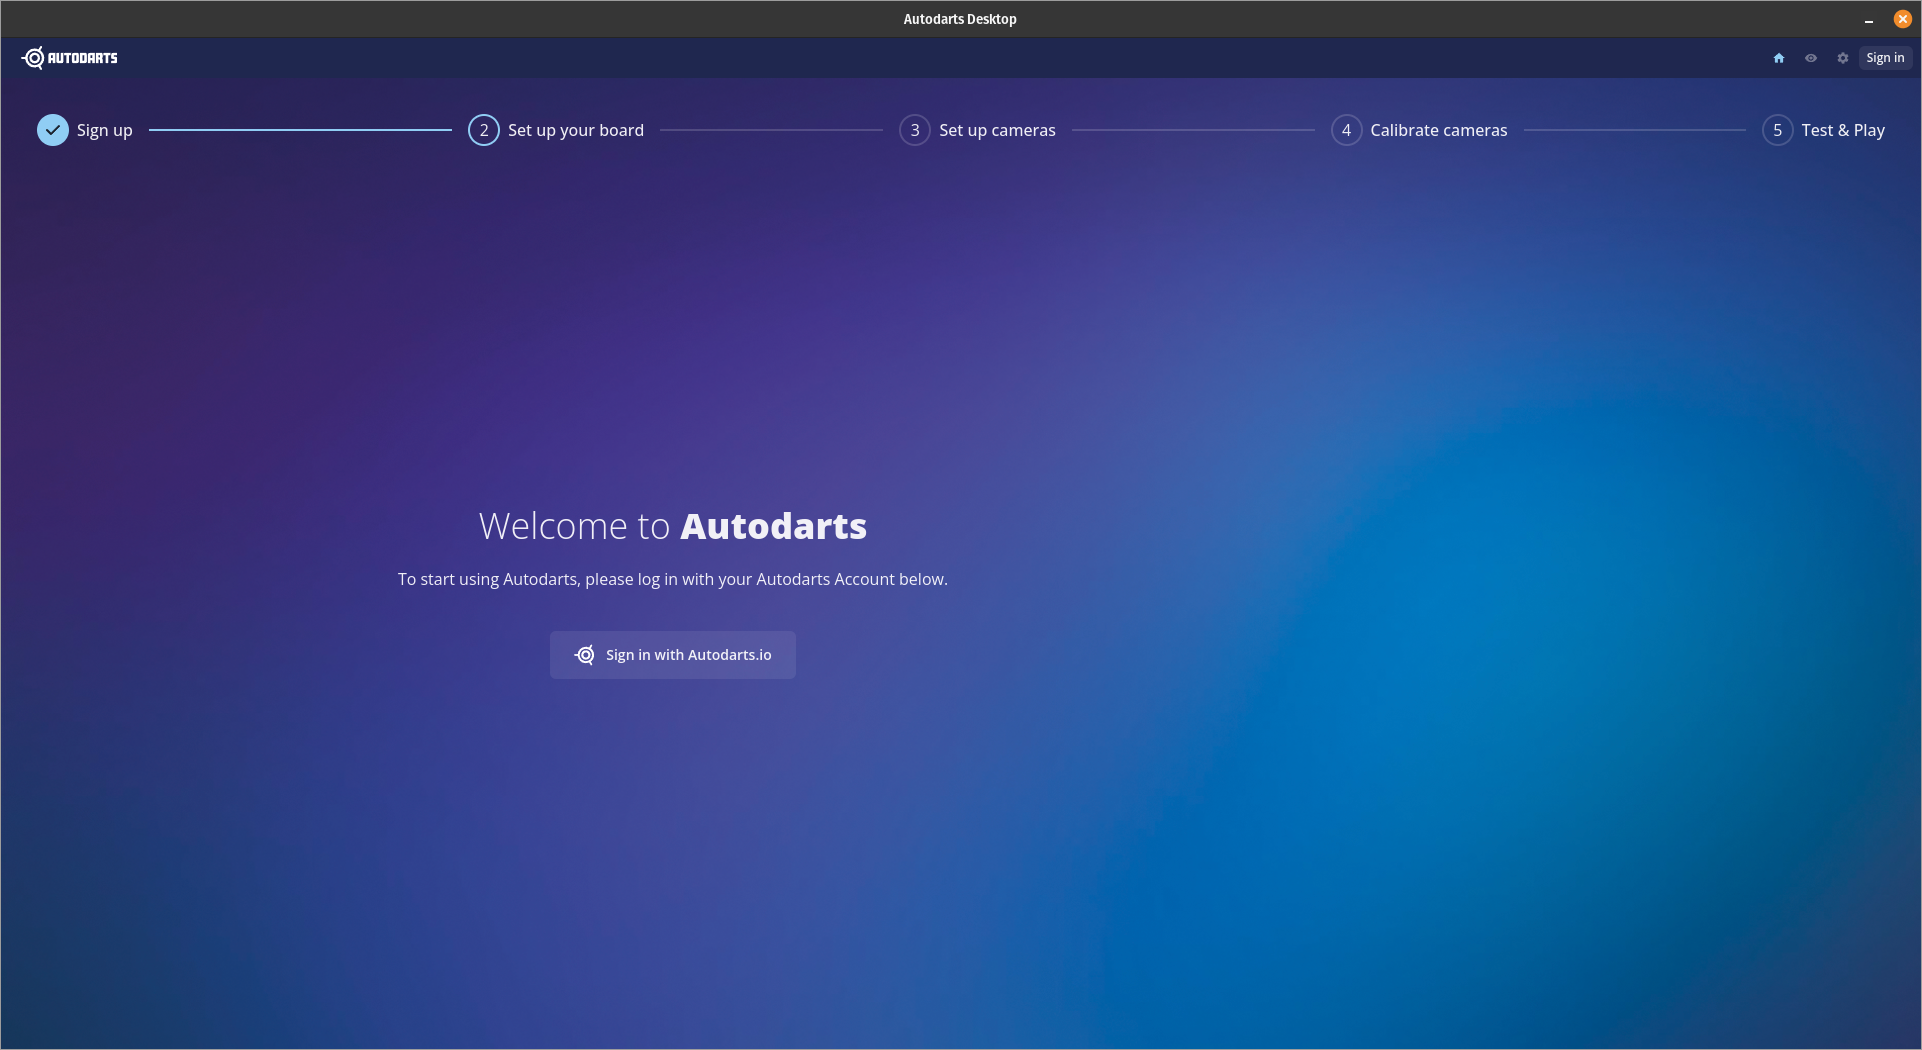 Autodarts Desktop
AUTODARTS
Sign in
Sign up
2 Set up your board
3 Set up cameras
4 Calibrate cameras
5 Test & Play
Welcome to Autodarts
To start using Autodarts, please log in with your Autodarts Account below.
Sign in with Autodarts.io